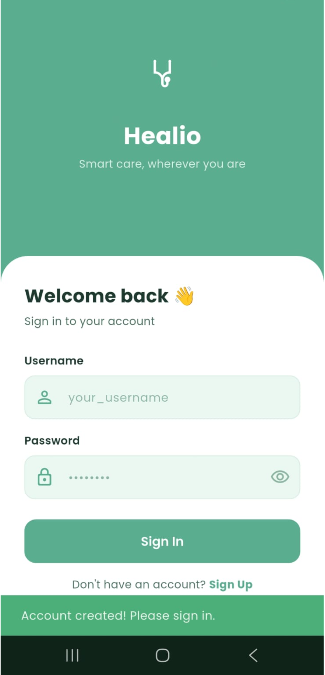 Healio
Smart care, wherever you are
Welcome back 👋
Sign in to your account
Username
your_username
Password
••••••••
Sign In
Don't have an account? Sign Up
Account created! Please sign in.